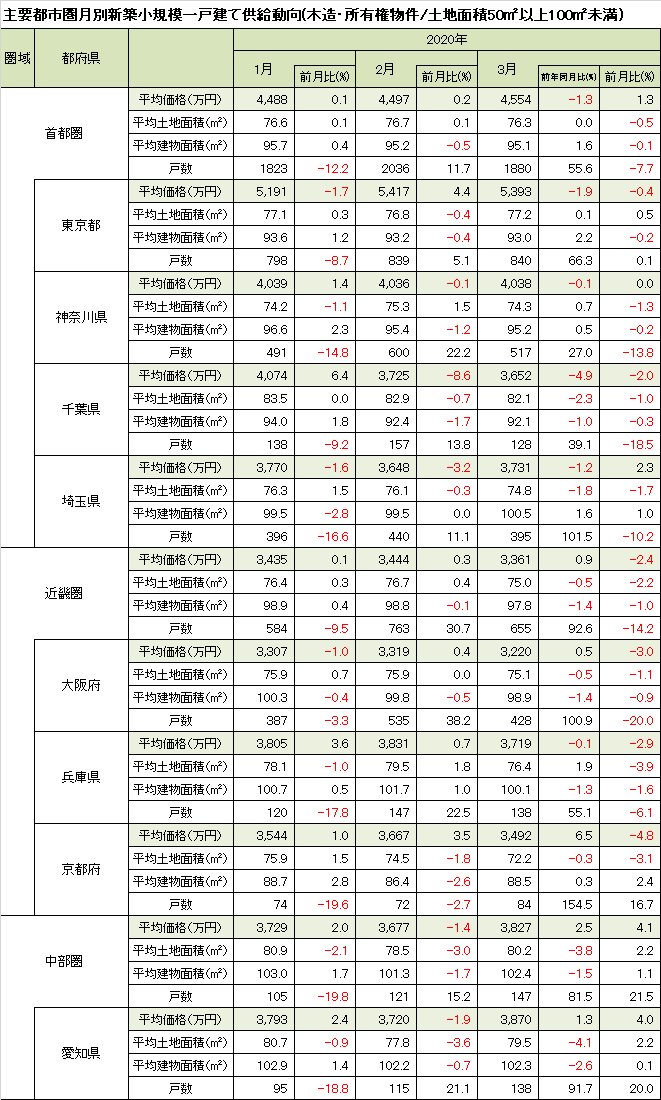 主要都市圏月別新築小規模一戸建て供給動向(木造・所有権物件/土地面積50㎡以上100㎡未満)
圏域 都府県 2020年
1月 前月比(%) 2月 前月比(%) 3月 前年同月比(%) 前月比(%)
首都圏
平均価格(万円) 4,488 0.1 4,497 0.2 4,554 -1.3 1.3
平均土地面積(㎡) 76.6 0.1 76.7 0.1 76.3 0.0 -0.5
平均建物面積(㎡) 95.7 0.4 95.2 -0.5 95.1 1.6 -0.1
戸数 1823 -12.2 2036 11.7 1880 55.6 -7.7
東京都
平均価格(万円) 5,191 -1.7 5,417 4.4 5,393 -1.9 -0.4
平均土地面積(㎡) 77.1 0.3 76.8 -0.4 77.2 0.1 0.5
平均建物面積(㎡) 93.6 1.2 93.2 -0.4 93.0 2.2 -0.2
戸数 798 -8.7 839 5.1 840 66.3 0.1
神奈川県
平均価格(万円) 4,039 1.4 4,036 -0.1 4,038 -0.1 0.0
平均土地面積(㎡) 74.2 -1.1 75.3 1.5 74.3 0.7 -1.3
平均建物面積(㎡) 96.6 2.3 95.4 -1.2 95.2 0.5 -0.2
戸数 491 -14.8 600 22.2 517 27.0 -13.8
千葉県
平均価格(万円) 4,074 6.4 3,725 -8.6 3,652 -4.9 -2.0
平均土地面積(㎡) 83.5 0.0 82.9 -0.7 82.1 -2.3 -1.0
平均建物面積(㎡) 94.0 1.8 92.4 -1.7 92.1 -1.0 -0.3
戸数 138 -9.2 157 13.8 128 39.1 -18.5
埼玉県
平均価格(万円) 3,770 -1.6 3,648 -3.2 3,731 -1.2 2.3
平均土地面積(㎡) 76.3 1.5 76.1 -0.3 74.8 -1.8 -1.7
平均建物面積(㎡) 99.5 -2.8 99.5 0.0 100.5 1.6 1.0
戸数 396 -16.6 440 11.1 395 101.5 -10.2
近畿圏
平均価格(万円) 3,435 0.1 3,444 0.3 3,361 0.9 -2.4
平均土地面積(㎡) 76.4 0.3 76.7 0.4 75.0 -0.5 -2.2
平均建物面積(㎡) 98.9 0.4 98.8 -0.1 97.8 -1.4 -1.0
戸数 584 -9.5 763 30.7 655 92.6 -14.2
大阪府
平均価格(万円) 3,307 -1.0 3,319 0.4 3,220 0.5 -3.0
平均土地面積(㎡) 75.9 0.7 75.9 0.0 75.1 -0.5 -1.1
平均建物面積(㎡) 100.3 -0.4 99.8 -0.5 98.9 -1.4 -0.9
戸数 387 -3.3 535 38.2 428 100.9 -20.0
兵庫県
平均価格(万円) 3,805 3.6 3,831 0.7 3,719 -0.1 -2.9
平均土地面積(㎡) 78.1 -1.0 79.5 1.8 76.4 1.9 -3.9
平均建物面積(㎡) 100.7 0.5 101.7 1.0 100.1 -1.3 -1.6
戸数 120 -17.8 147 22.5 138 55.1 -6.1
京都府
平均価格(万円) 3,544 1.0 3,667 3.5 3,492 6.5 -4.8
平均土地面積(㎡) 75.9 1.5 74.5 -1.8 72.2 -0.3 -3.1
平均建物面積(㎡) 88.7 2.8 86.4 -2.6 88.5 0.3 2.4
戸数 74 -19.6 72 -2.7 84 154.5 16.7
中部圏
平均価格(万円) 3,729 2.0 3,677 -1.4 3,827 2.5 4.1
平均土地面積(㎡) 80.9 -2.1 78.5 -3.0 80.2 -3.8 2.2
平均建物面積(㎡) 103.0 1.7 101.3 -1.7 102.4 -1.5 1.1
戸数 105 -19.8 121 15.2 147 81.5 21.5
愛知県
平均価格(万円) 3,793 2.4 3,720 -1.9 3,870 1.3 4.0
平均土地面積(㎡) 80.7 -0.9 77.8 -3.6 79.5 -4.1 2.2
平均建物面積(㎡) 102.9 1.4 102.2 -0.7 102.3 -2.6 0.1
戸数 95 -18.8 115 21.1 138 91.7 20.0